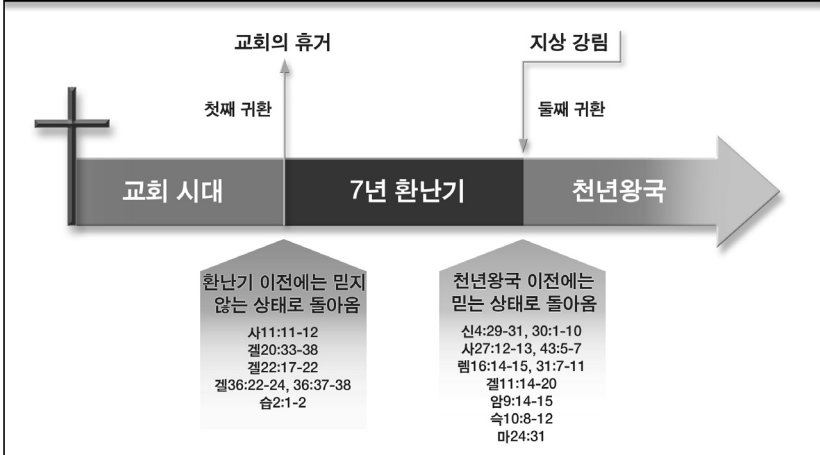 교회의 휴거
지상 강림
첫째 귀환
둘째 귀환
교회 시대
7년 환난기
천년왕국
환난기 이전에는 믿지
않는 상태로 돌아옴
사11:11-12
겔20:33-38
겔22:17-22
겔36:22-24, 36:37-38
습2:1-2
천년왕국 이전에는
믿는 상태로 돌아옴
신4:29-31, 30:1-10
사27:12-13, 43:5-7
렘16:14-15, 31:7-11
겔11:14-20
암9:14-15
슥10:8-12
마24:31